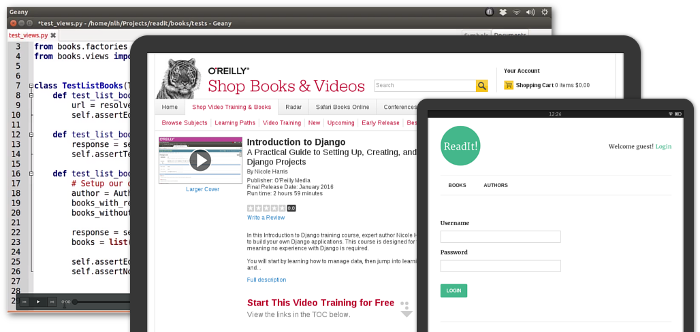 Geany
*test_views.py - /home/nlh/Projects/readit/books/tests - Geany
test_views.py
Symbols Documents
3 from books.factories
4 from books.views impo
5
6
7 class TestListBooks(T
8 def test_list_boo
9 url = resolve
10 self.assertEq
11
12 def test_list_boo
13 response = se
14 self.assertTe
15
16 def test_list_boo
17 # Setup our d
18 author = Auth
19 books_with_re
20 books_without
21
22 response = se
23 books = list(
24
25 self.assertEq
26 self.assertNo
27
28
O'REILLY®
Shop Books & Videos
Search
Your Account
Shopping Cart 0 items $0.00
Home Shop Video Training & Books Radar Safari Books Online Conferences
Browse Subjects Learning Paths Video Training New Upcoming Early Release Bes
Larger Cover
Introduction to Django
A Practical Guide to Setting Up, Creating, and
Django Projects
By Nicole Harris
Publisher: O'Reilly Media
Final Release Date: January 2016
Run time: 2 hours 59 minutes
0.0
Write a Review
In this Introduction to Django training course, expert author Nicole
to build your own Django applications. This course is designed for
meaning no experience with Django is required
You will start by learning how to manage data, then jump into learni
and...
Full description
Start This Video Training for Free
View the links in the TOC below.
12:24
ReadIt!
Welcome guest! Login
BOOKS AUTHORS
Username
Password
LOGIN